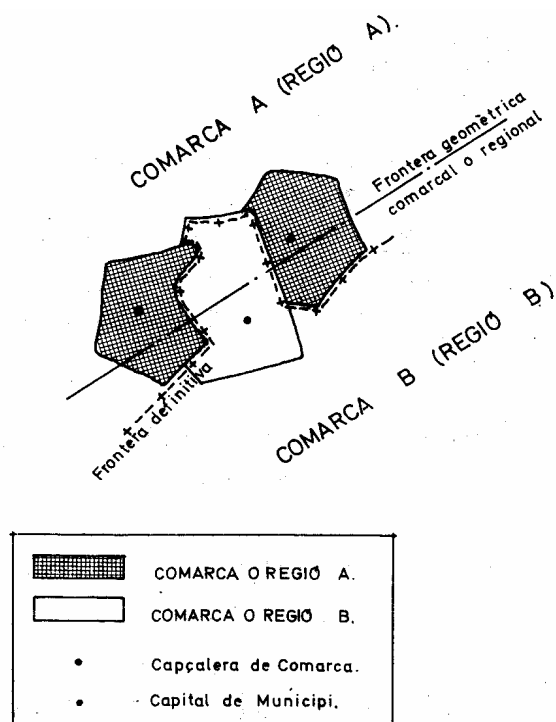 COMARCA A (REGIÓ A).
Frontera geomètrica
comarcal o regional
COMARCA B (REGIÓ B)
Frontera definitiva
COMARCA O REGIÓ A.
COMARCA O REGIÓ B.
Capçalera de Comarca.
Capital de Municipi.